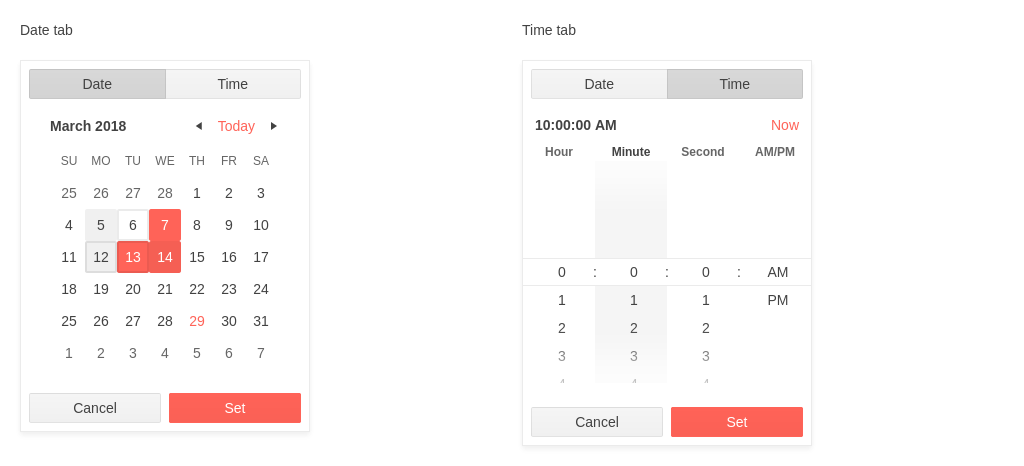 Date tab
Date Time
March 2018 Today
SU MO TU WE TH FR SA
25 26 27 28 1 2 3
4 5 6 7 8 9 10
11 12 13 14 15 16 17
18 19 20 21 22 23 24
25 26 27 28 29 30 31
1 2 3 4 5 6 7
Cancel Set
Time tab
Date Time
10:00:00 AM Now
Hour Minute Second AM/PM
0 : 0 : 0 : AM
1 1 1 PM
2 2 2
3 3 3
4 4 4
Cancel Set